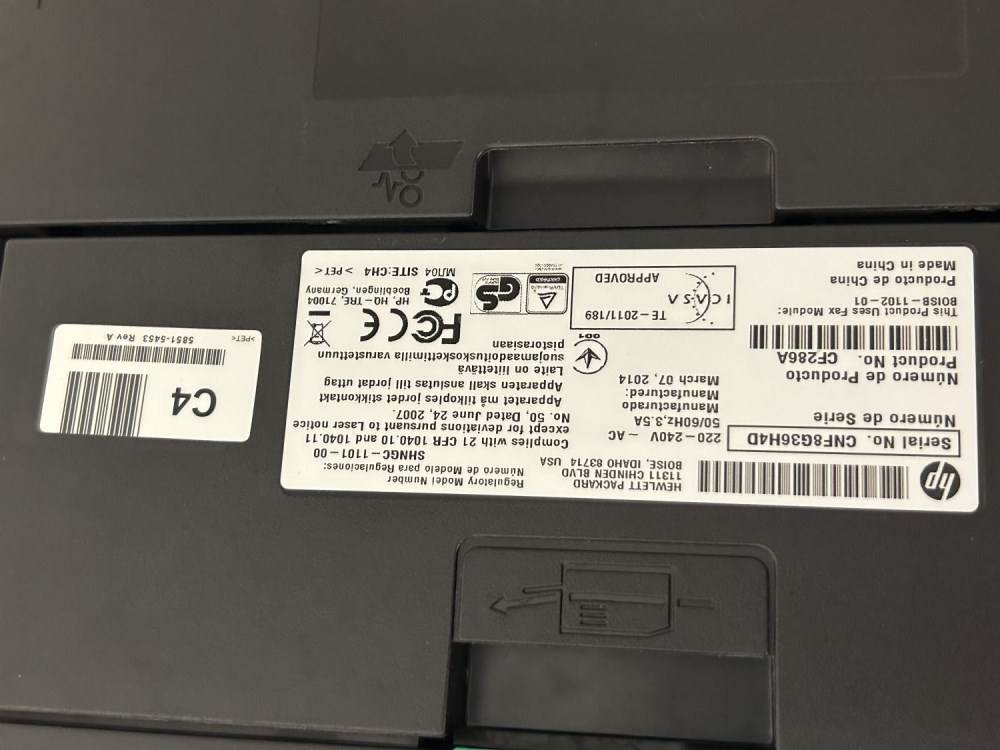 hp
HEWLETT PACKARD
11311 CHINDEN BLVD
BOISE, IDAHO 83714 USA
Serial No. CNF8G36H4D
Número de Serie
220-240V - AC
50/60Hz,3.5A
Número de Producto
Product No. CF286A
Manufacturado
Manufactured:
March 07, 2014
This Product Uses Fax Module:
BOISB-1102-01
Producto de China
Made in China
Regulatory Model Number
Número de Modelo para Regulaciones:
SHNGC-1101-00
Complies with 21 CFR 1040.10 and 1040.11
except for deviations pursuant to Laser notice
No. 50, Dated June 24, 2007.
Apparatet må tilkoples jordet stikkontakt
Apparaten skall anslutas till jordat uttag
Laite on liitettävä
suojamaadoituskoskettimilla varustettuun
pistorasiaan
001
FC CE
TE-2011/189
ICASA
APPROVED
GS
HP, HQ-TRE, 71004
Boeblingen, Germany
MJ104 SITE:CH4 >PET<
C4
5851-5453 Rev A
>PET<